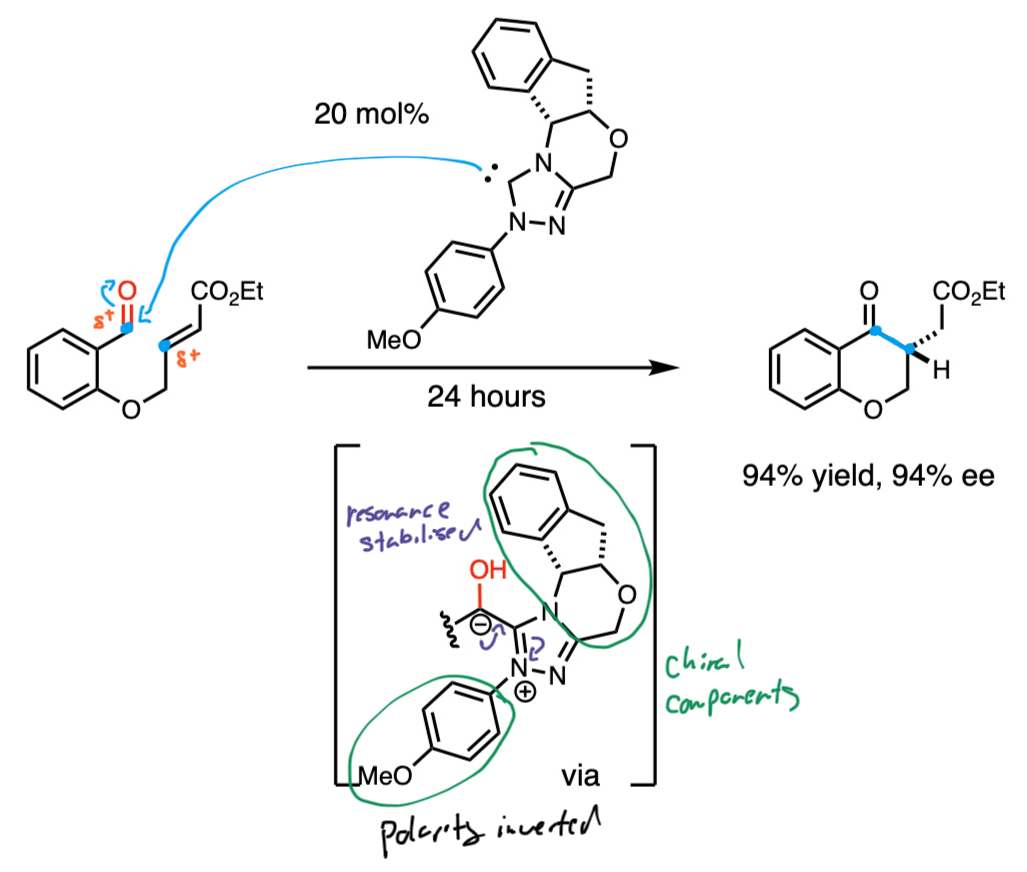 20 mol%
O
N
N
N
O
δ+
CO2Et
δ+
O
MeO
24 hours
O
CO2Et
H
O
94% yield, 94% ee
resonance
stabilised
OH
O
N
N
N
⊖
⊕
MeO
via
chiral
components
polarity inverted